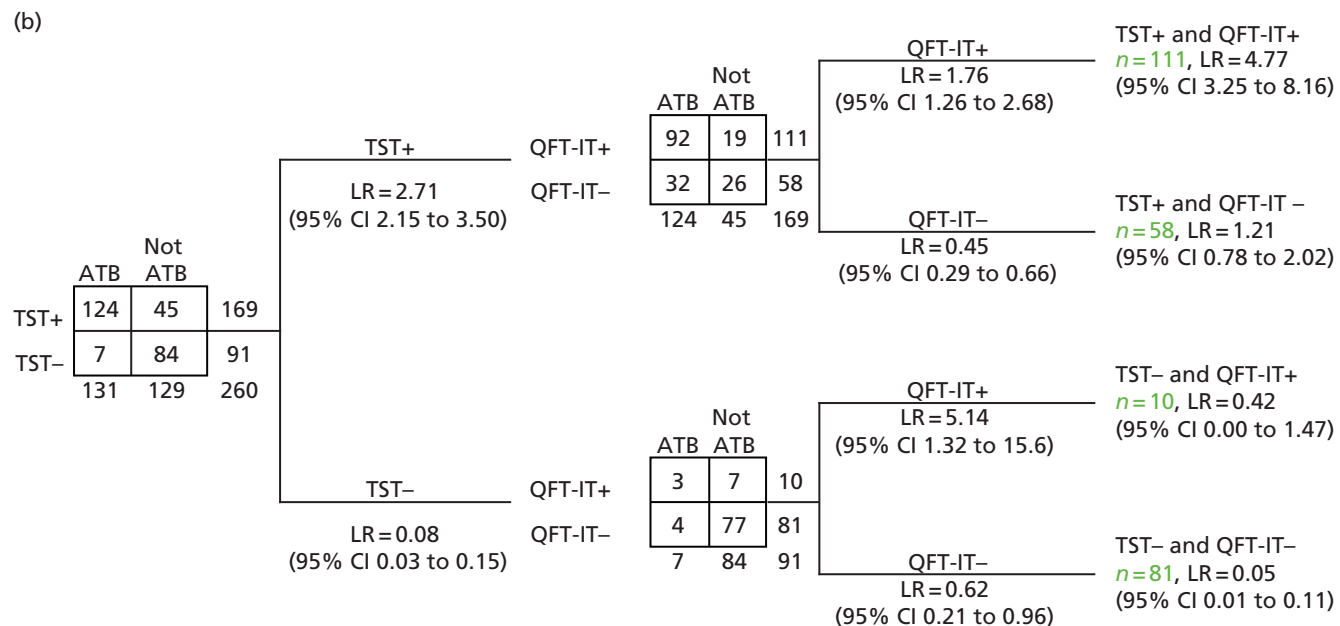 (b)
TST+
TST–
ATB
Not
ATB
124 45 169
7 84 91
131 129 260
TST+
LR=2.71
(95% CI 2.15 to 3.50)
TST–
LR=0.08
(95% CI 0.03 to 0.15)
QFT-IT+
QFT-IT–
ATB
Not
ATB
92 19 111
32 26 58
124 45 169
QFT-IT+
LR=1.76
(95% CI 1.26 to 2.68)
QFT-IT–
LR=0.45
(95% CI 0.29 to 0.66)
TST+ and QFT-IT+
n=111, LR=4.77
(95% CI 3.25 to 8.16)
TST+ and QFT-IT –
n=58, LR=1.21
(95% CI 0.78 to 2.02)
QFT-IT+
QFT-IT–
ATB
Not
ATB
3 7 10
4 77 81
7 84 91
QFT-IT+
LR=5.14
(95% CI 1.32 to 15.6)
QFT-IT–
LR=0.62
(95% CI 0.21 to 0.96)
TST– and QFT-IT+
n=10, LR=0.42
(95% CI 0.00 to 1.47)
TST– and QFT-IT–
n=81, LR=0.05
(95% CI 0.01 to 0.11)